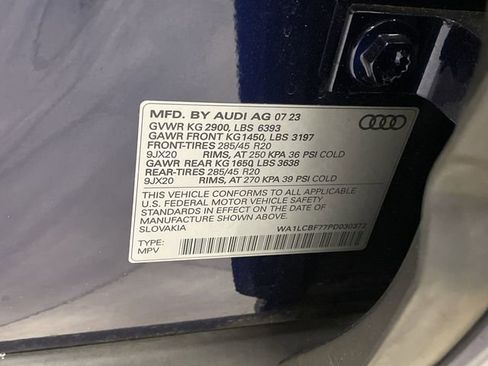 MFD. BY AUDI AG 07 23
GVWR KG 2900, LBS 6393
GAWR FRONT KG 1450, LBS 3197
FRONT-TIRES 285/45 R20
9JX20 RIMS, AT 250 KPA 36 PSI COLD
GAWR REAR KG 1650, LBS 3638
REAR-TIRES 285/45 R20
9JX20 RIMS, AT 270 KPA 39 PSI COLD
THIS VEHICLE CONFORMS TO ALL APPLICABLE
U.S. FEDERAL MOTOR VEHICLE SAFETY
STANDARDS IN EFFECT ON THE DATE OF
MANUFACTURE SHOWN ABOVE.
SLOVAKIA WA1LCBF77PD030372
TYPE:
MPV